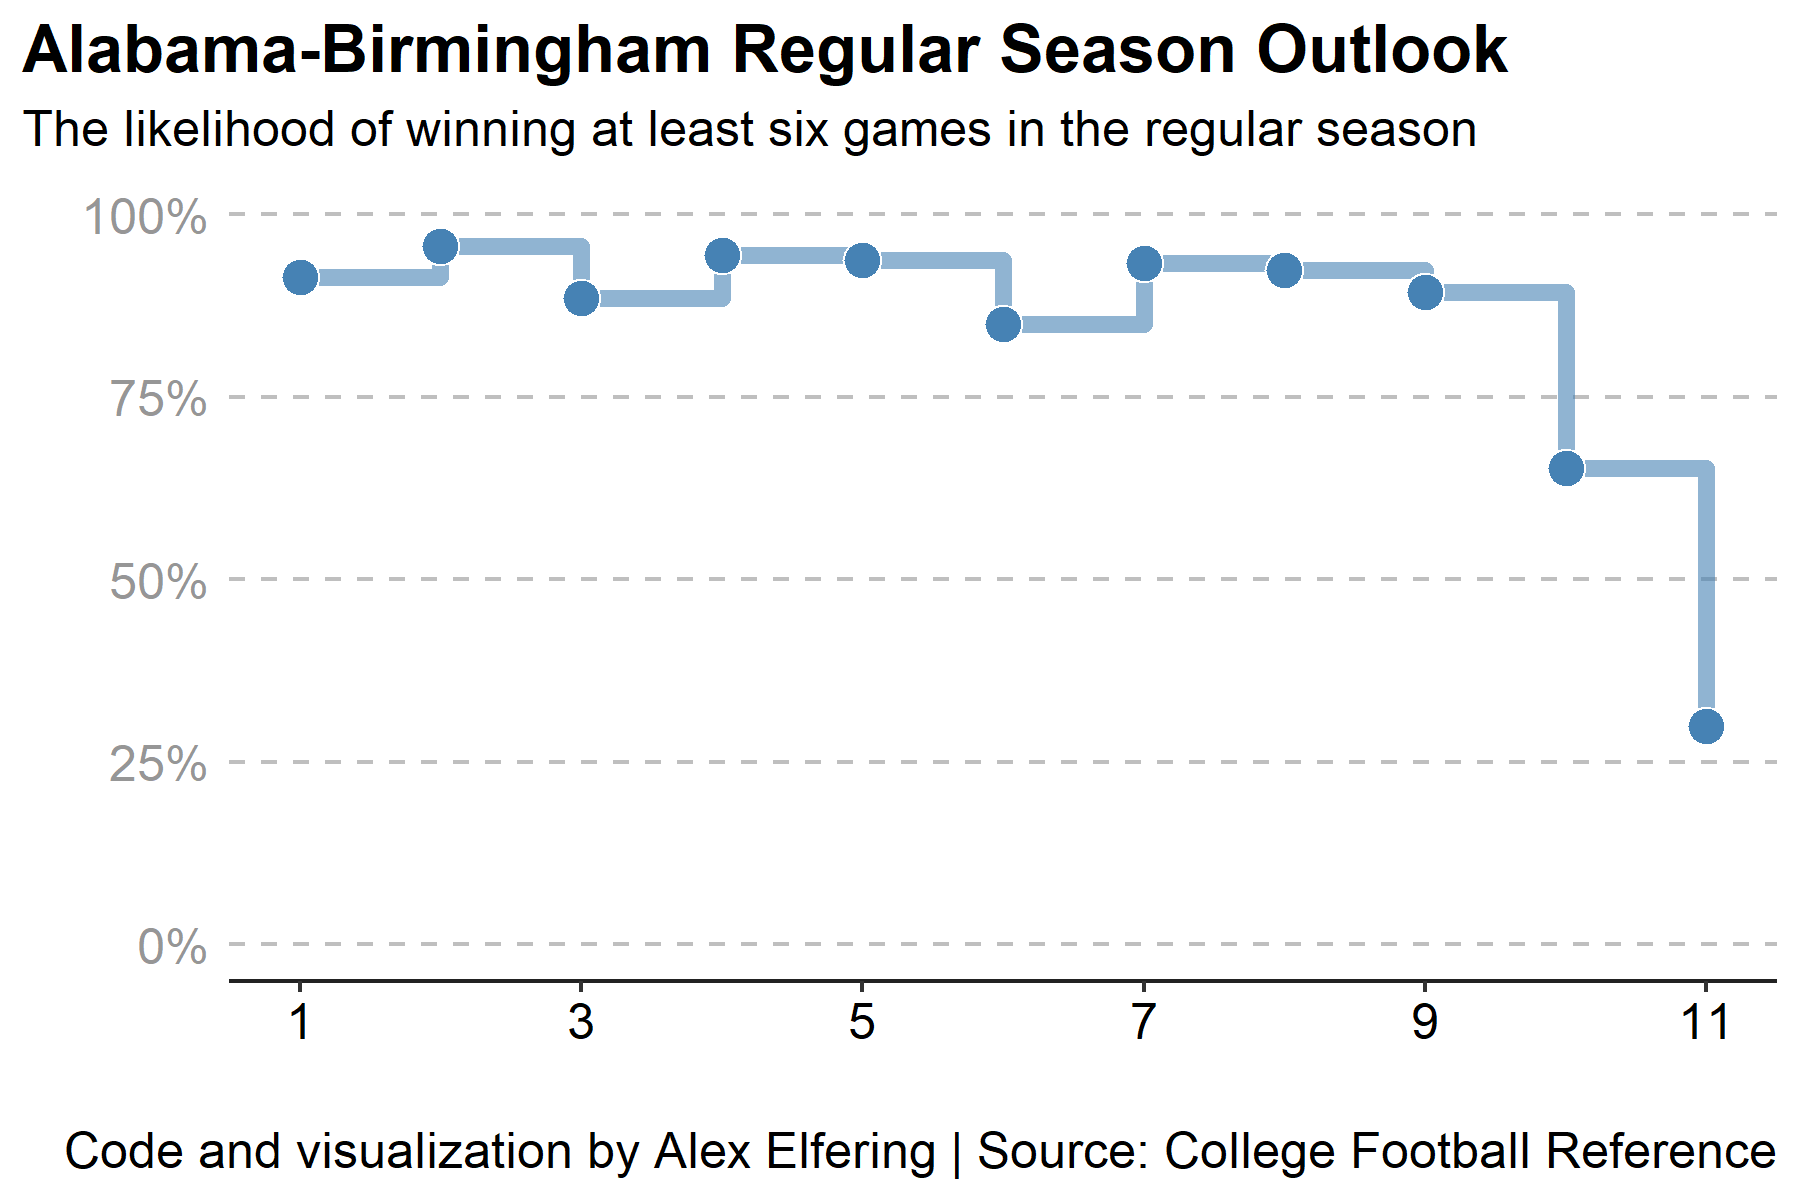 Alabama-Birmingham Regular Season Outlook
The likelihood of winning at least six games in the regular season
100%
75%
50%
25%
0%
1 3 5 7 9 11
Code and visualization by Alex Elfering | Source: College Football Reference